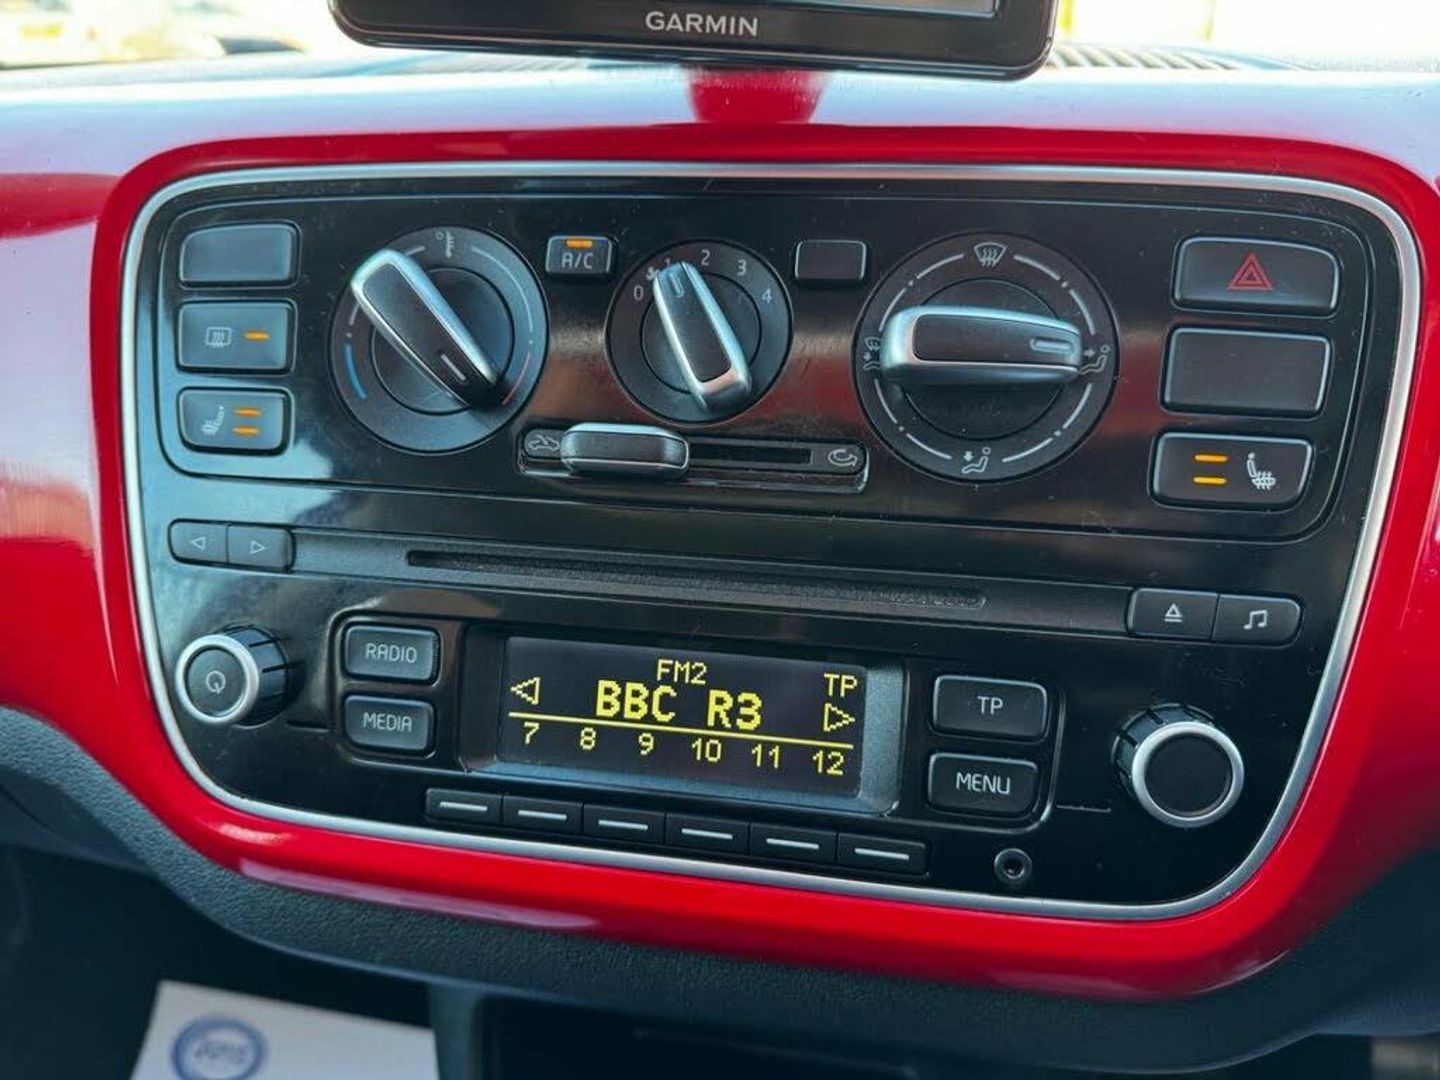 GARMIN
A/C
0 1 2 3 4
RADIO
MEDIA
FM2
TP
BBC R3
7 8 9 10 11 12
TP
MENU